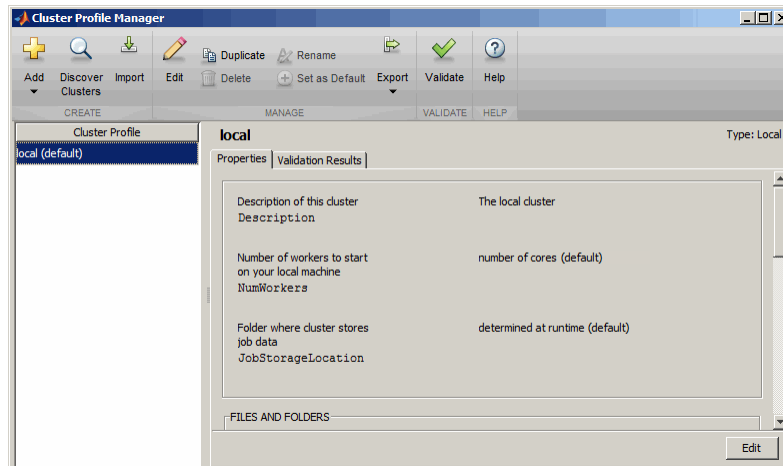 Cluster Profile Manager
Add
Discover
Clusters
Import
Edit
Duplicate
Delete
Rename
Set as Default
Export
Validate
Help
CREATE
MANAGE
VALIDATE
HELP
Cluster Profile
local (default)
local
Type: Local
Properties
Validation Results
Description of this cluster
Description
The local cluster
Number of workers to start
on your local machine
NumWorkers
number of cores (default)
Folder where cluster stores
job data
JobStorageLocation
determined at runtime (default)
FILES AND FOLDERS
Edit